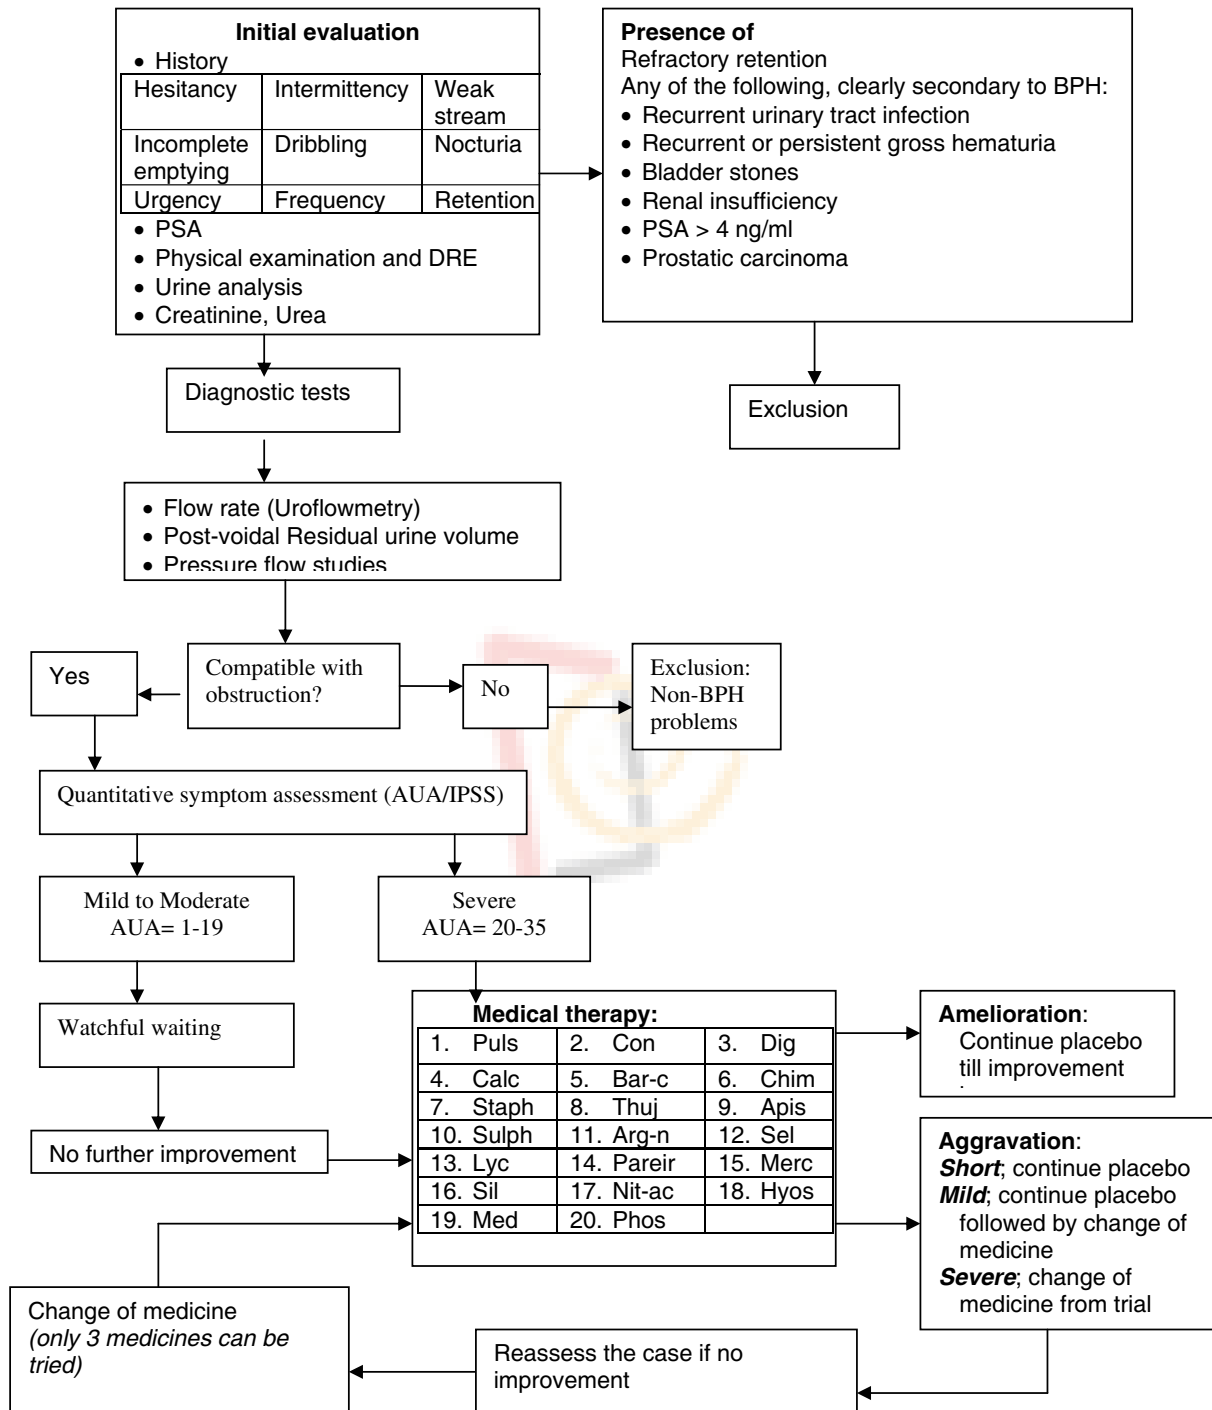 Initial evaluation
• History
Hesitancy Intermittency Weak stream
Incomplete emptying Dribbling Nocturia
Urgency Frequency Retention
• PSA
• Physical examination and DRE
• Urine analysis
• Creatinine, Urea
Presence of
Refractory retention
Any of the following, clearly secondary to BPH:
• Recurrent urinary tract infection
• Recurrent or persistent gross hematuria
• Bladder stones
• Renal insufficiency
• PSA > 4 ng/ml
• Prostatic carcinoma
Diagnostic tests
Exclusion
• Flow rate (Uroflowmetry)
• Post-voidal Residual urine volume
• Pressure flow studies
Yes
Compatible with
obstruction?
No
Exclusion:
Non-BPH
problems
Quantitative symptom assessment (AUA/IPSS)
Mild to Moderate
AUA= 1-19
Severe
AUA= 20-35
Watchful waiting
No further improvement
Medical therapy:
1. Puls 2. Con 3. Dig
4. Calc 5. Bar-c 6. Chim
7. Staph 8. Thuj 9. Apis
10. Sulph 11. Arg-n 12. Sel
13. Lyc 14. Pareir 15. Merc
16. Sil 17. Nit-ac 18. Hyos
19. Med 20. Phos
Amelioration:
Continue placebo
till improvement
Aggravation:
Short; continue placebo
Mild; continue placebo
followed by change of
medicine
Severe; change of
medicine from trial
Change of medicine
(only 3 medicines can be
tried)
Reassess the case if no
improvement